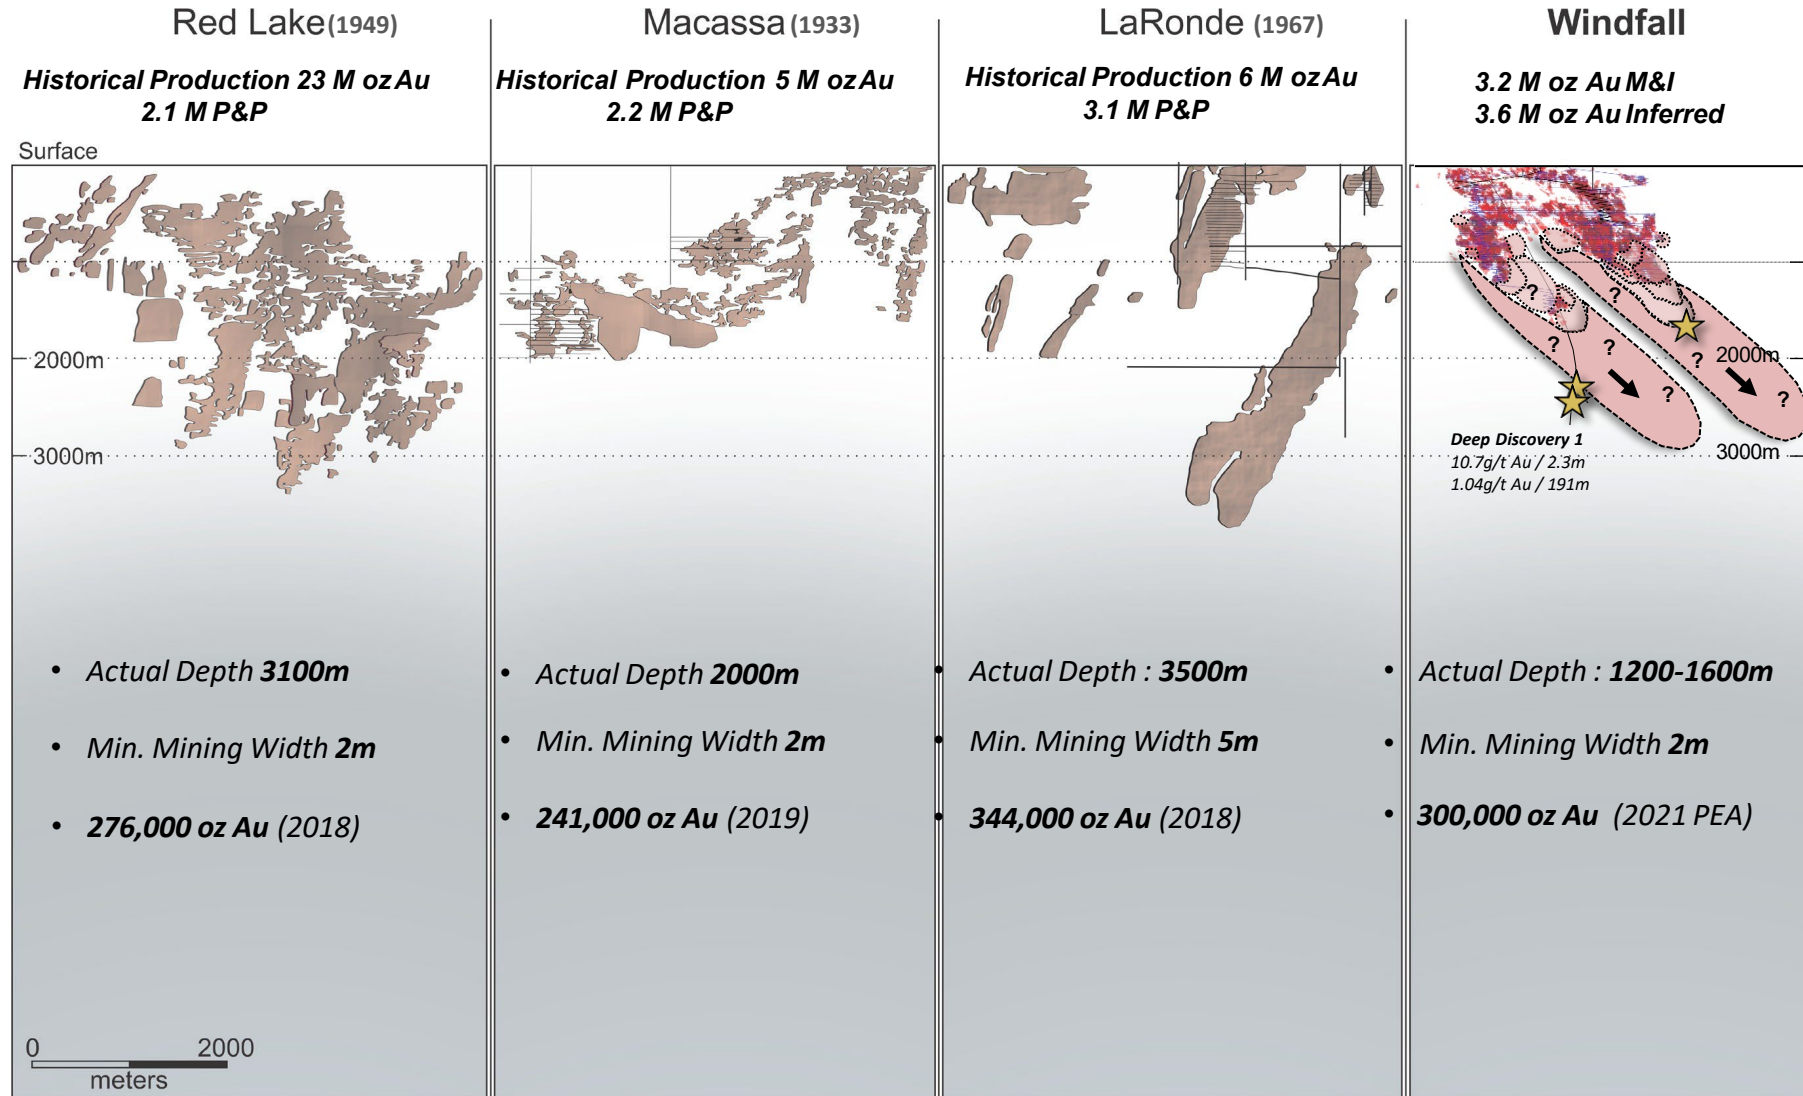 Red Lake (1949)
Historical Production 23 M oz Au
2.1 M P&P
Surface
2000m
3000m
• Actual Depth 3100m
• Min. Mining Width 2m
• 276,000 oz Au (2018)
0 2000
meters
Macassa (1933)
Historical Production 5 M oz Au
2.2 M P&P
• Actual Depth 2000m
• Min. Mining Width 2m
• 241,000 oz Au (2019)
LaRonde (1967)
Historical Production 6 M oz Au
3.1 M P&P
• Actual Depth : 3500m
• Min. Mining Width 5m
• 344,000 oz Au (2018)
Windfall
3.2 M oz Au M&I
3.6 M oz Au Inferred
?
?
?
?
?
2000m
?
?
Deep Discovery 1
10.7g/t Au / 2.3m
1.04g/t Au / 191m
3000m
• Actual Depth : 1200-1600m
• Min. Mining Width 2m
• 300,000 oz Au (2021 PEA)